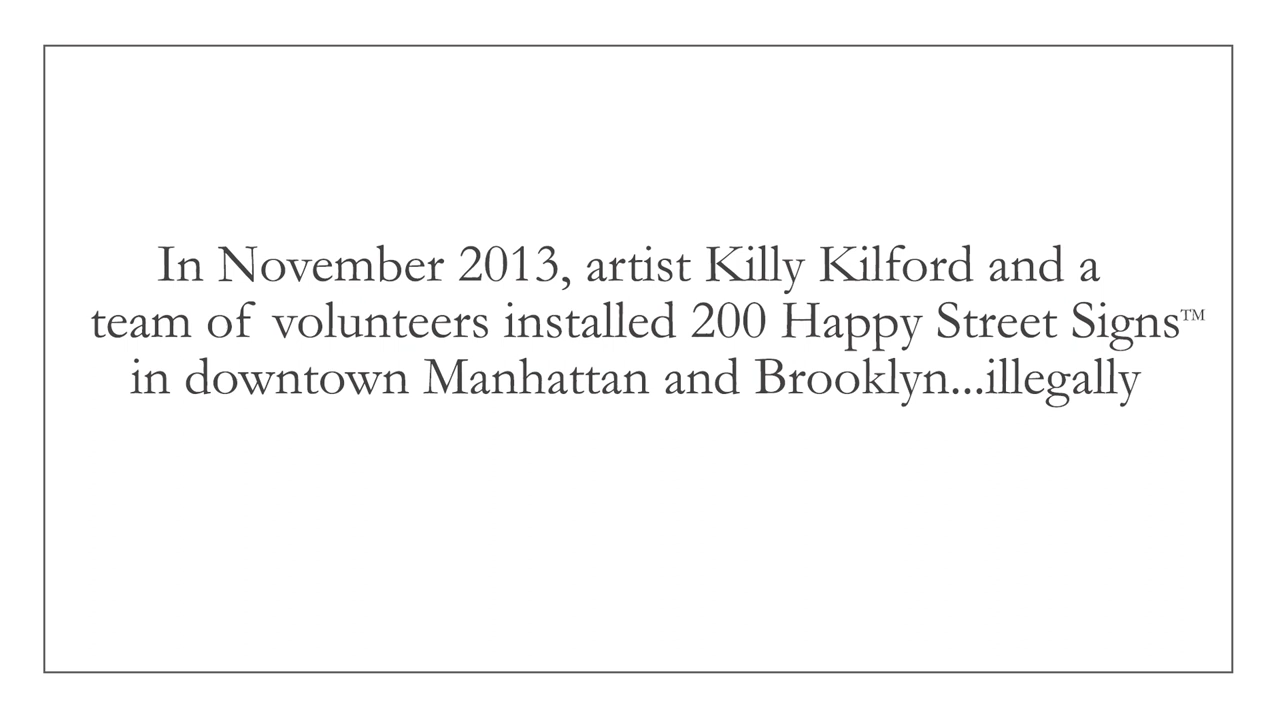 In November 2013, artist Killy Kilford and a
team of volunteers installed 200 Happy Street Signs™
in downtown Manhattan and Brooklyn...illegally